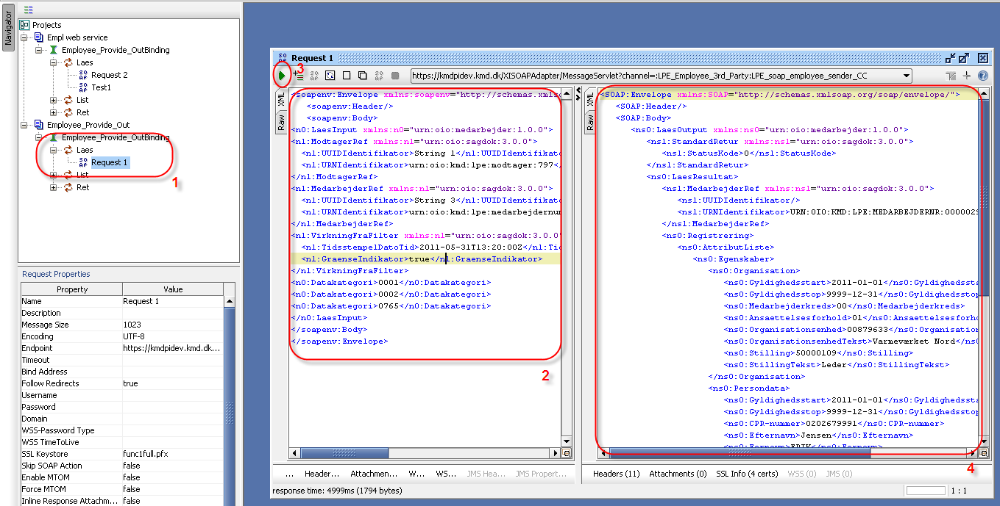 Navigator
Projects
Empl web service
Employee_Provide_OutBinding
Laes
Request 2
Test1
List
Ret
Employee_Provide_Out
Employee_Provide_OutBinding
Laes
Request 1
1
List
Ret
Request Properties
Property Value
Name Request 1
Description
Message Size 1023
Encoding UTF-8
Endpoint https://kmdpidev.kmd.dk...
Timeout
Bind Address
Follow Redirects true
Username
Password
Domain
WSS-Password Type
WSS TimeToLive
SSL Keystore func1full.pfx
Skip SOAP Action false
Enable MTOM false
Force MTOM false
Inline Response Attachm... false
Request 1
3
https://kmdpidev.kmd.dk/XISOAPAdapter/MessageServlet?channel=:LPE_Employee_3rd_Party:LPE_soap_employee_sender_CC
XML
Raw
<soapenv:Envelope xmlns:soapenv="http://schemas.xmlso
<soapenv:Header/>
<soapenv:Body>
<n0:LaesInput xmlns:n0="urn:oio:medarbejder:1.0.0">
<n1:ModtagerRef xmlns:n1="urn:oio:sagdok:3.0.0">
<n1:UUIDIdentifikator>String 1</n1:UUIDIdentifikato
<n1:URNIdentifikator>urn:oio:kmd:lpe:modtager:797</
</n1:ModtagerRef>
<n1:MedarbejderRef xmlns:n1="urn:oio:sagdok:3.0.0">
<n1:UUIDIdentifikator>String 3</n1:UUIDIdentifikato
<n1:URNIdentifikator>urn:oio:kmd:lpe:medarbejdernum
</n1:MedarbejderRef>
<n1:VirkningFraFilter xmlns:n1="urn:oio:sagdok:3.0.0"
<n1:TidsstempelDatoTid>2011-05-31T13:20:00Z</n1:Tid
<n1:GraenseIndikator>true</n1:GraenseIndikator>
</n1:VirkningFraFilter>
<n0:Datakategori>0001</n0:Datakategori>
<n0:Datakategori>0002</n0:Datakategori>
<n0:Datakategori>0765</n0:Datakategori>
</n0:LaesInput>
</soapenv:Body>
</soapenv:Envelope>
2
XML
Raw
<SOAP:Envelope xmlns:SOAP="http://schemas.xmlsoap.org/soap/envelope/">
<SOAP:Header/>
<SOAP:Body>
<ns0:LaesOutput xmlns:ns0="urn:oio:medarbejder:1.0.0">
<ns1:StandardRetur xmlns:ns1="urn:oio:sagdok:3.0.0">
<ns1:StatusKode>0</ns1:StatusKode>
</ns1:StandardRetur>
<ns0:LaesResultat>
<ns1:MedarbejderRef xmlns:ns1="urn:oio:sagdok:3.0.0">
<ns1:UUIDIdentifikator/>
<ns1:URNIdentifikator>URN:OIO:KMD:LPE:MEDARBEJDERNR:0000029
</ns1:MedarbejderRef>
<ns0:Registrering>
<ns0:AttributListe>
<ns0:Egenskaber>
<ns0:Organisation>
<ns0:Gyldighedsstart>2011-01-01</ns0:Gyldighedssta
<ns0:Gyldighedsstop>9999-12-31</ns0:Gyldighedsstop
<ns0:Medarbejderkreds>00</ns0:Medarbejderkreds>
<ns0:Ansaettelsesforhold>01</ns0:Ansaettelsesforho
<ns0:Organisationsenhed>00879633</ns0:Organisation
<ns0:OrganisationsenhedTekst>Varmeværket Nord</ns0
<ns0:Stilling>50000109</ns0:Stilling>
<ns0:StillingTekst>Leder</ns0:StillingTekst>
</ns0:Organisation>
<ns0:Persondata>
<ns0:Gyldighedsstart>2011-01-01</ns0:Gyldighedssta
<ns0:Gyldighedsstop>9999-12-31</ns0:Gyldighedsstop
<ns0:CPR-nummer>0202679991</ns0:CPR-nummer>
<ns0:Efternavn>Jensen</ns0:Efternavn>
<ns0:Fornavn>ERIK</ns0:Fornavn>
4
... Header... Attachmen... W... WS... JMS Hea... JMS Propert...
Headers (11) Attachments (0) SSL Info (4 certs) WSS (0) JMS (0)
response time: 4999ms (1794 bytes)
1 : 1